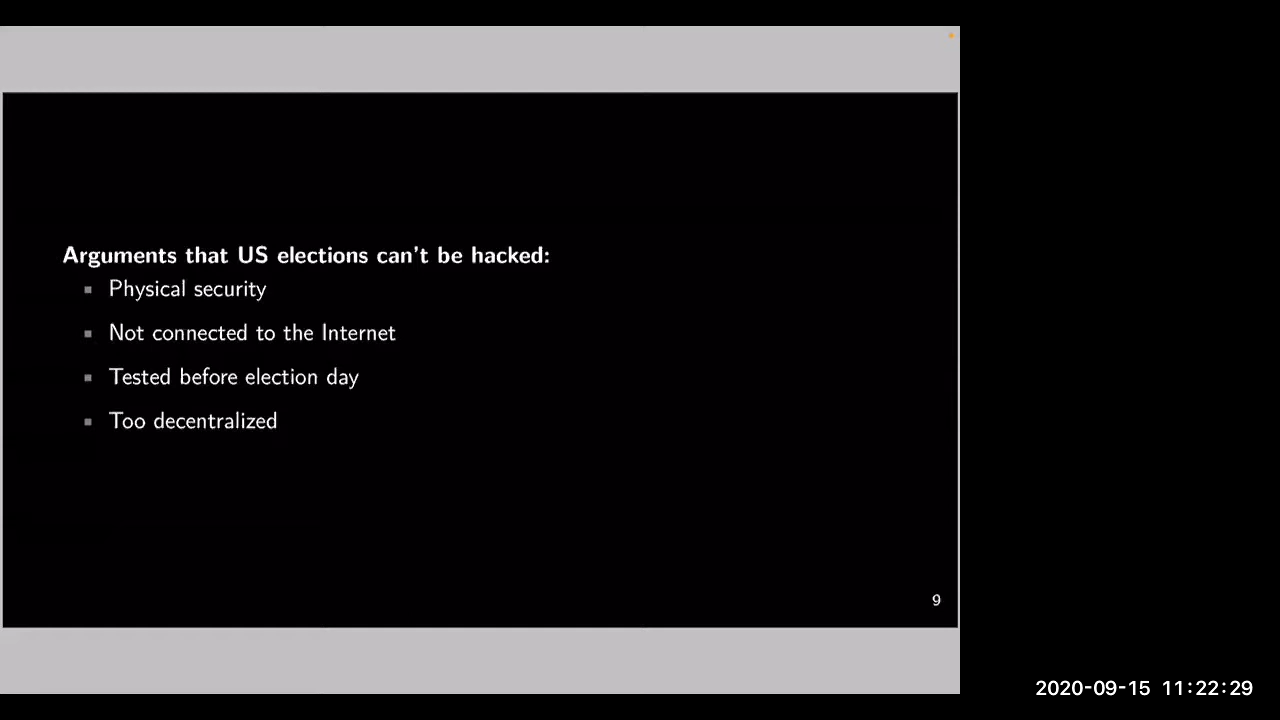 Arguments that US elections can't be hacked:
▪ Physical security
▪ Not connected to the Internet
▪ Tested before election day
▪ Too decentralized
9
2020-09-15 11:22:29